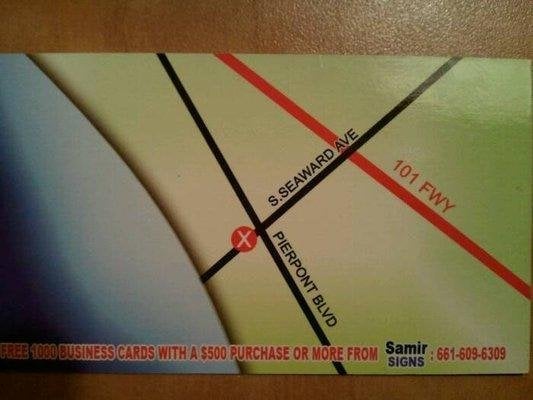 101 FWY
S.SEAWARD AVE
X
PIERPONT BLVD
FREE 1000 BUSINESS CARDS WITH A $500 PURCHASE OR MORE FROM Samir SIGNS : 661-609-6309